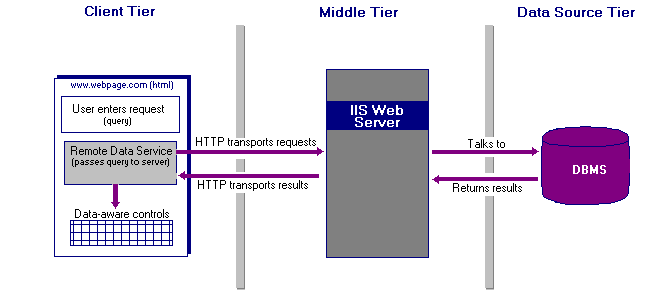 Client Tier
Middle Tier
Data Source Tier
www.webpage.com (html)
User enters request
(query)
Remote Data Service
(passes query to server)
Data-aware controls
HTTP transports requests
HTTP transports results
IIS Web
Server
Talks to
Returns results
DBMS